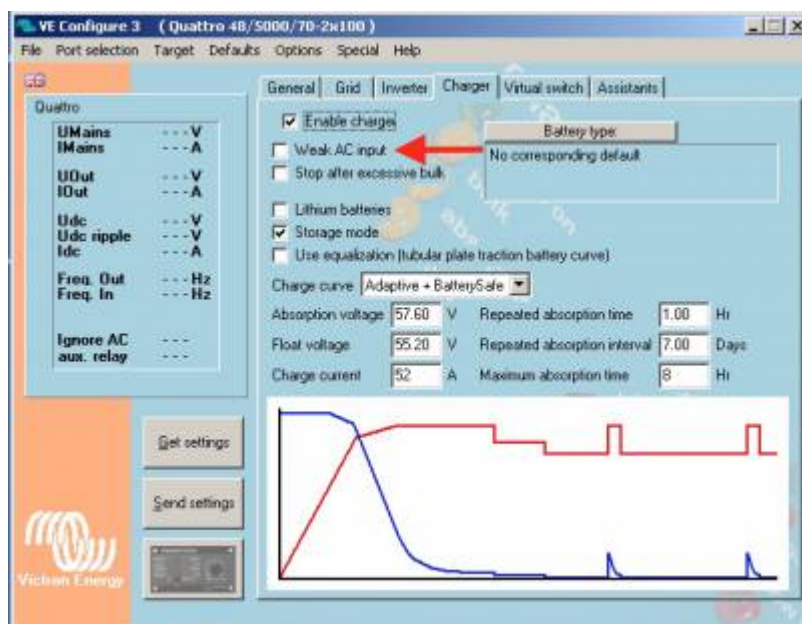 VE Configure 3 ( Quattro 48/5000/70-2x100 )
File Port selection Target Defaults Options Special Help
General Grid Inverter Charger Virtual switch Assistants
Quattro
UMains ---V
IMains ---A
UOut ---V
IOut ---A
Udc ---V
Udc ripple ---V
Idc ---A
Freq. Out ---Hz
Freq. In ---Hz
Ignore AC ---
aux. relay ---
Enable charger
Weak AC input
Stop after excessive bulk
Battery type:
No corresponding default
Lithium batteries
Storage mode
Use equalization (tubular plate traction battery curve)
Charge curve Adaptive + BatterySafe
Absorption voltage 57.60 V Repeated absorption time 1.00 Hr
Float voltage 55.20 V Repeated absorption interval 7.00 Days
Charge current 52 A Maximum absorption time 8 Hr
Get settings
Send settings
Victron Energy